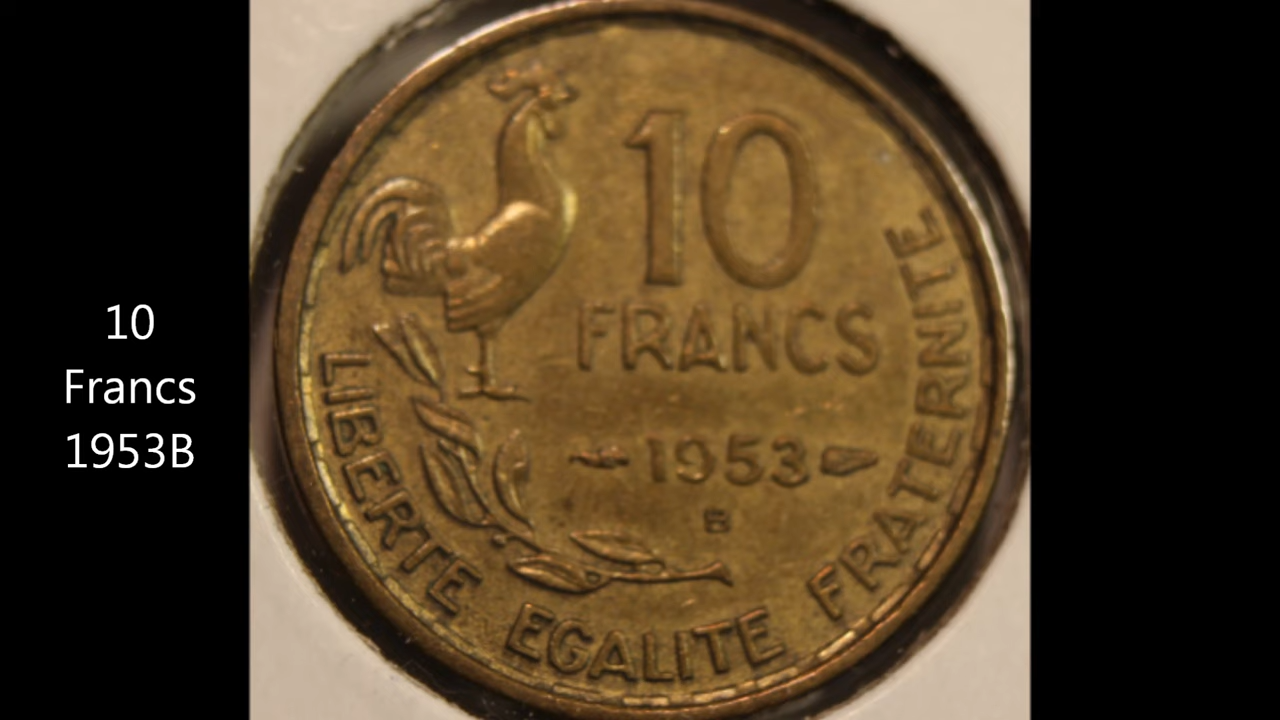 10
Francs
1953B
10
FRANCS
1953
B
LIBERTE EGALITE FRATERNITE